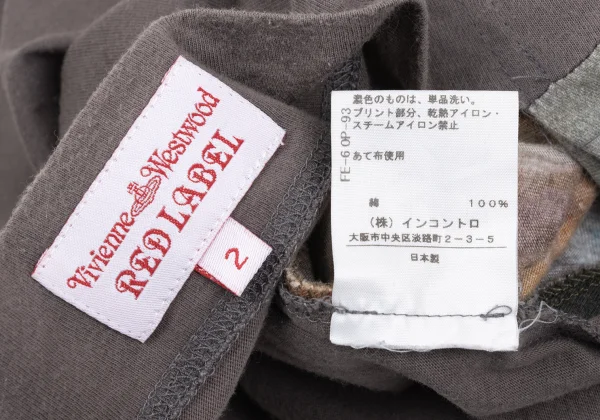 Vivienne Westwood
RED LABEL
2
FE-60P-93
濃色のものは、単品洗い。
プリント部分、乾熱アイロン・
スチームアイロン禁止
あて布使用
綿 100%
(株) インコントロ
大阪市中央区淡路町2-3-5
日本製